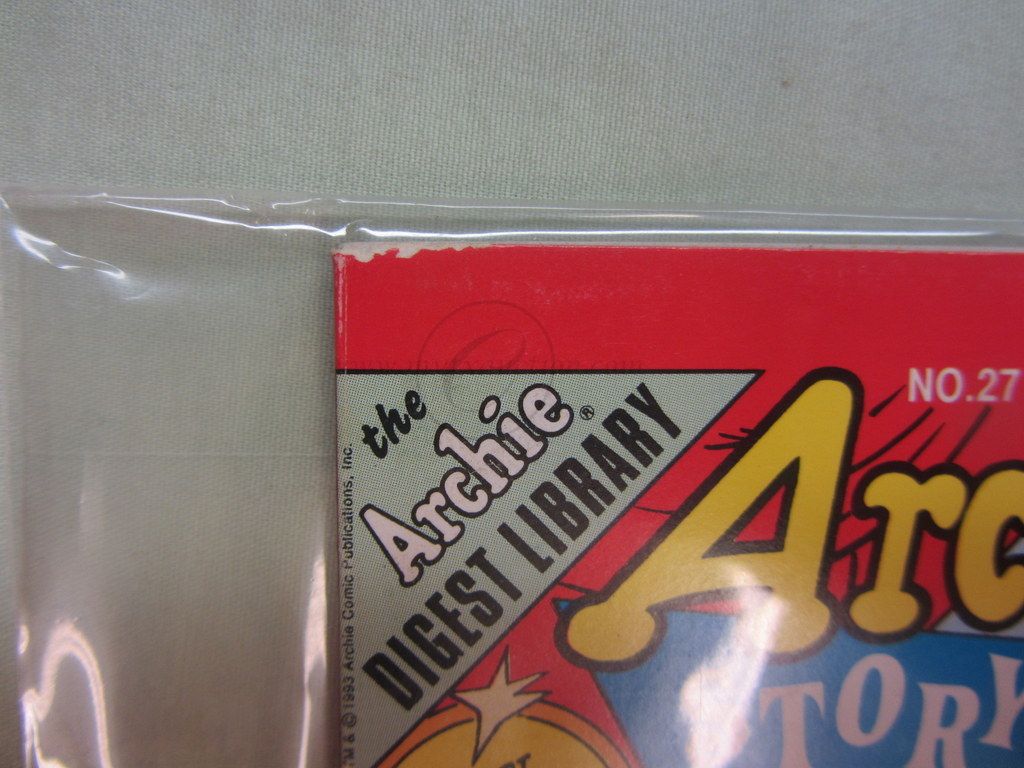 NO.27
the
Archie®
DIGEST LIBRARY
Arc
TORY
TM & ©1993 Archie Comic Publications, Inc.